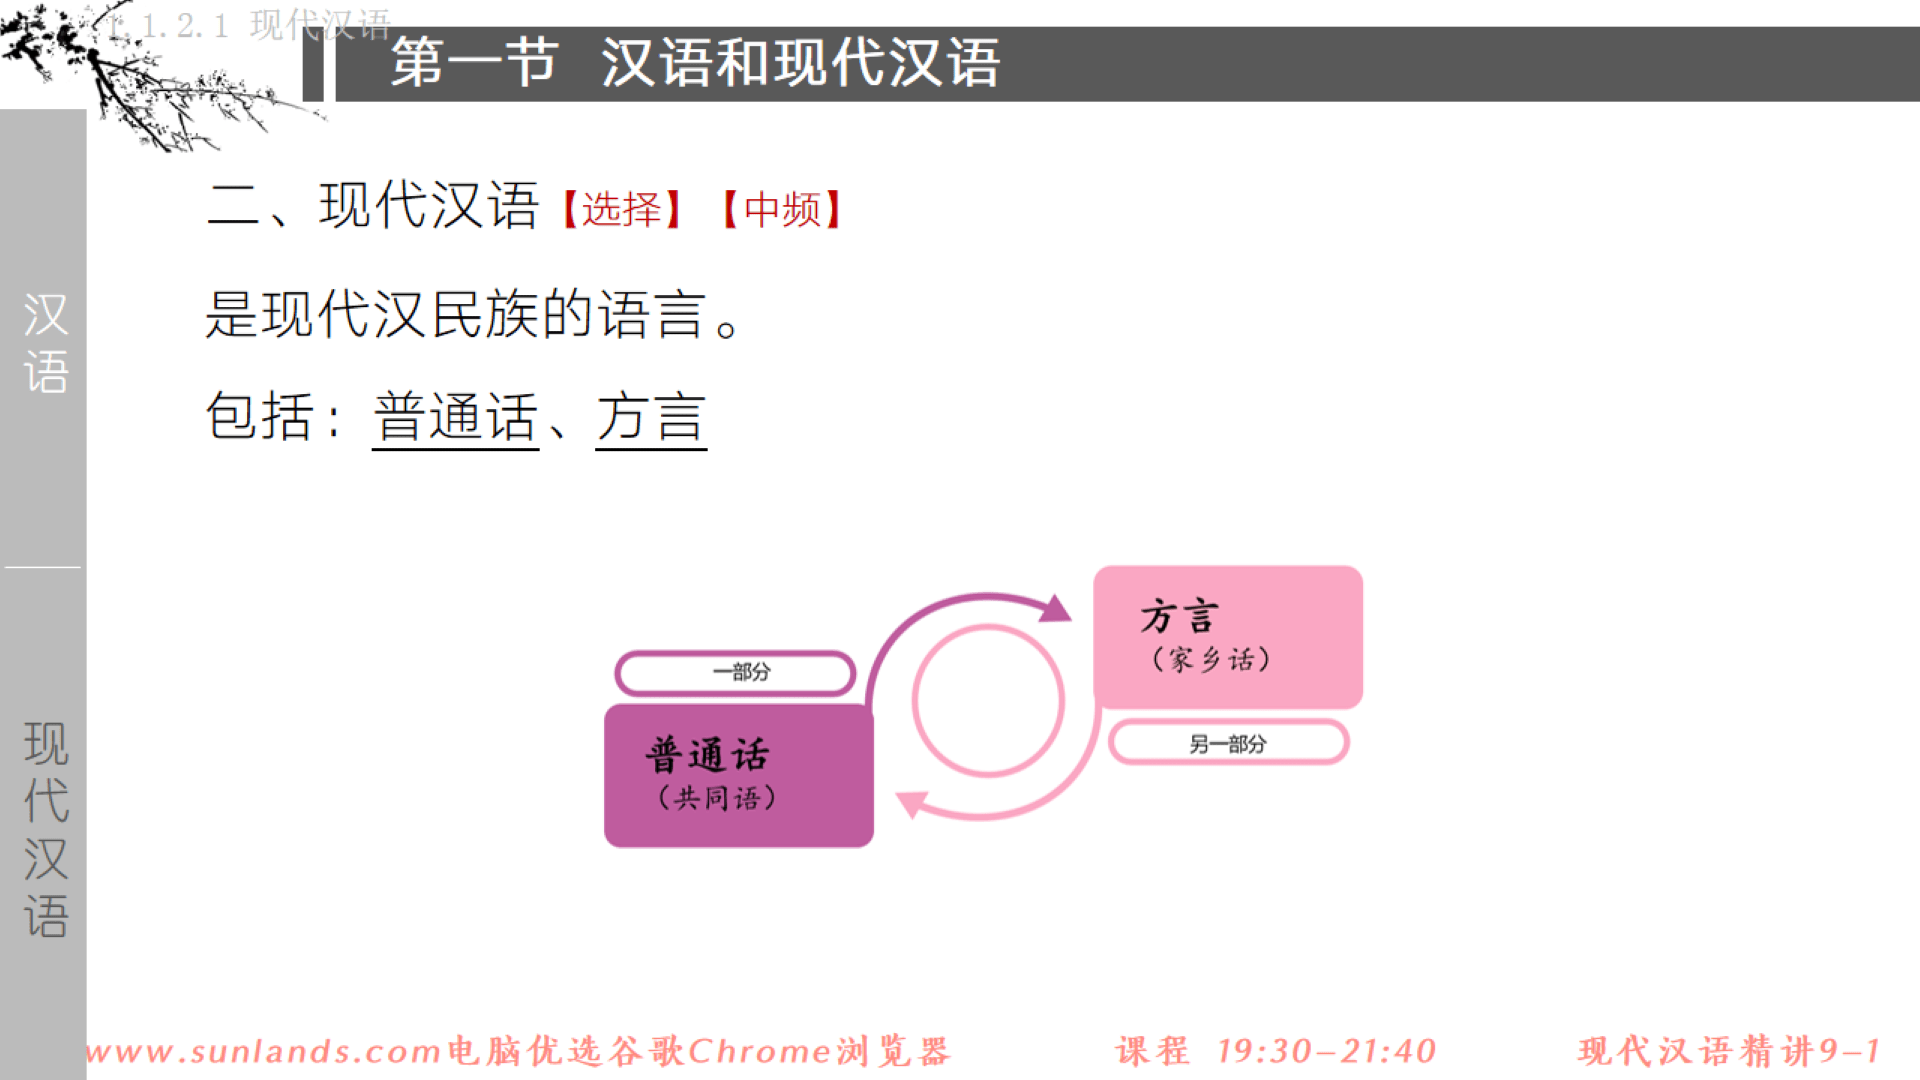 1.1.2.1 现代汉语
第一节 汉语和现代汉语
汉语
现代汉语
二、现代汉语【选择】【中频】
是现代汉民族的语言。
包括：普通话、方言
一部分
普通话
（共同语）
方言
（家乡话）
另一部分
www.sunlands.com电脑优选谷歌Chrome浏览器 课程 19:30-21:40 现代汉语精讲9-1